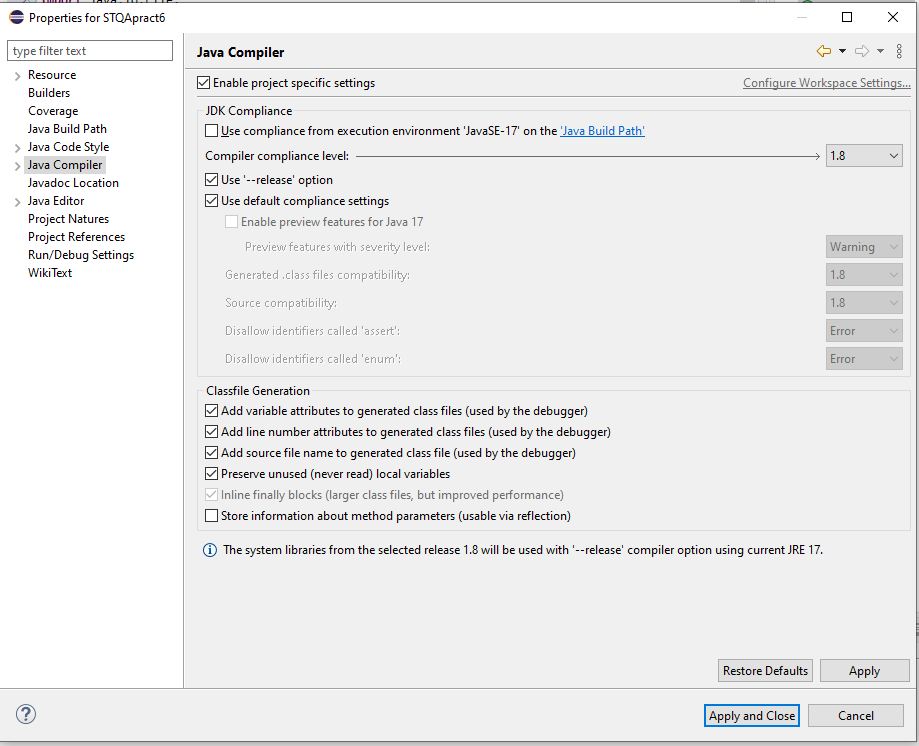 Properties for STQApract6
type filter text
Resource
Builders
Coverage
Java Build Path
Java Code Style
Java Compiler
Javadoc Location
Java Editor
Project Natures
Project References
Run/Debug Settings
WikiText
Java Compiler
Enable project specific settings
Configure Workspace Settings...
JDK Compliance
Use compliance from execution environment 'JavaSE-17' on the 'Java Build Path'
Compiler compliance level: 1.8
Use '--release' option
Use default compliance settings
Enable preview features for Java 17
Preview features with severity level: Warning
Generated .class files compatibility: 1.8
Source compatibility: 1.8
Disallow identifiers called 'assert': Error
Disallow identifiers called 'enum': Error
Classfile Generation
Add variable attributes to generated class files (used by the debugger)
Add line number attributes to generated class files (used by the debugger)
Add source file name to generated class file (used by the debugger)
Preserve unused (never read) local variables
Inline finally blocks (larger class files, but improved performance)
Store information about method parameters (usable via reflection)
The system libraries from the selected release 1.8 will be used with '--release' compiler option using current JRE 17.
Restore Defaults
Apply
Apply and Close
Cancel